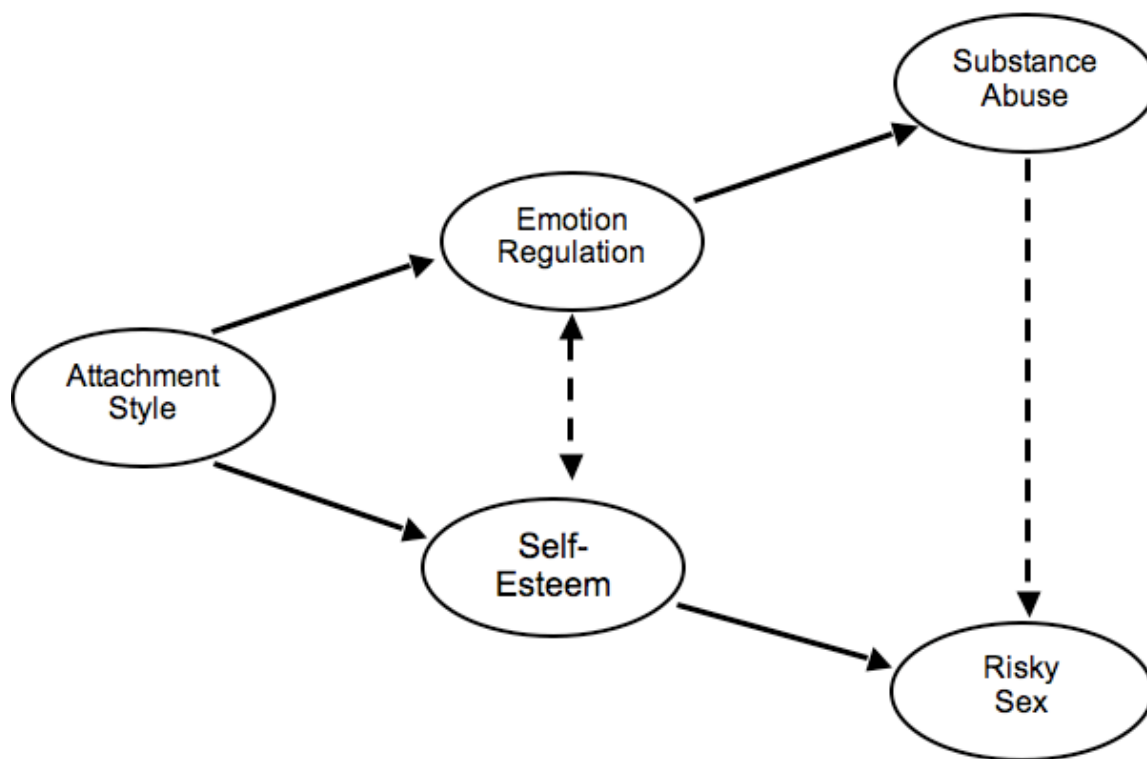 Substance
Abuse
Emotion
Regulation
Attachment
Style
Self-
Esteem
Risky
Sex